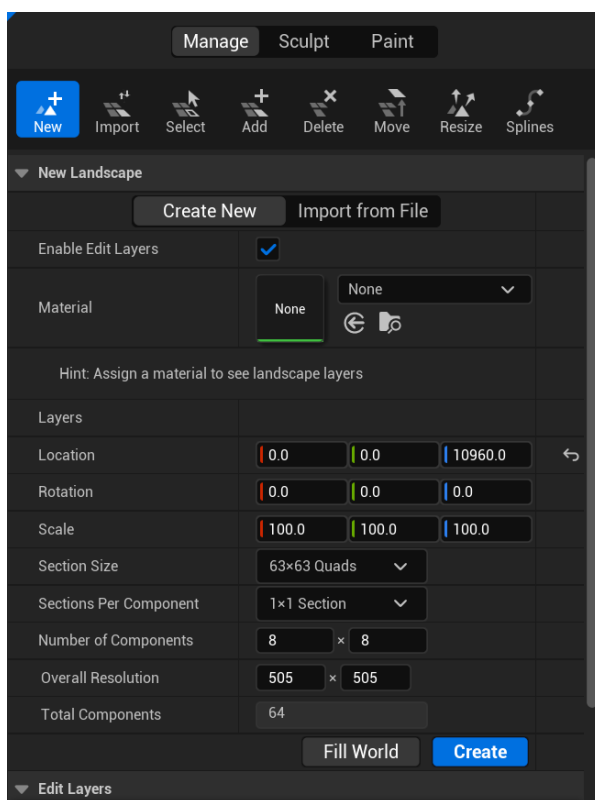 Manage Sculpt Paint
New Import Select Add Delete Move Resize Splines
New Landscape
Create New Import from File
Enable Edit Layers
Material None None
Hint: Assign a material to see landscape layers
Layers
Location 0.0 0.0 10960.0
Rotation 0.0 0.0 0.0
Scale 100.0 100.0 100.0
Section Size 63×63 Quads
Sections Per Component 1×1 Section
Number of Components 8 × 8
Overall Resolution 505 × 505
Total Components 64
Fill World Create
Edit Layers